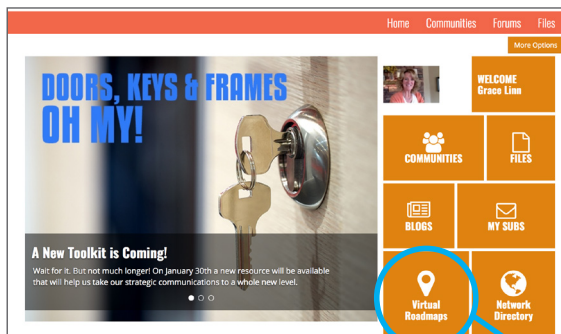 Home Communities Forums Files
More Options
DOORS, KEYS & FRAMES
OH MY!
WELCOME
Grace Linn
COMMUNITIES
FILES
BLOGS
MY SUBS
A New Toolkit is Coming!
Wait for it. But not much longer! On January 30th a new resource will be available
that will help us take our strategic communications to a whole new level.
Virtual
Roadmaps
Network
Directory